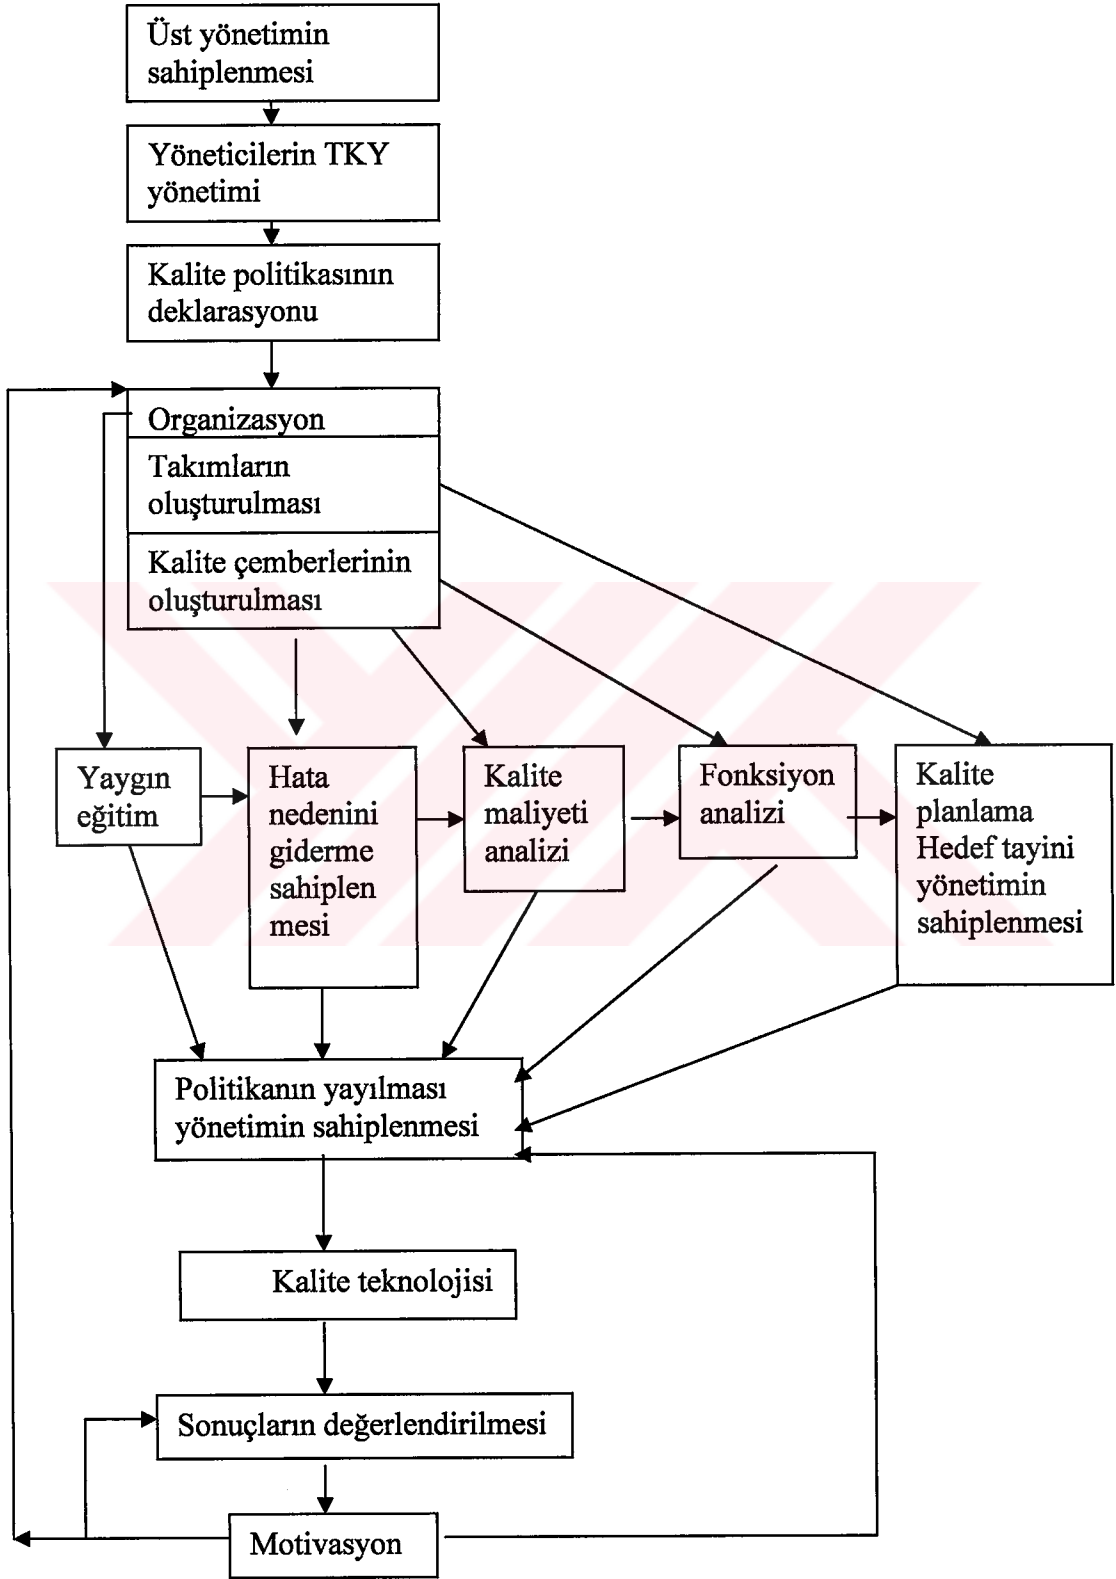 Üst yönetimin
sahiplenmesi
Yöneticilerin TKY
yönetimi
Kalite politikasının
deklarasyonu
Organizasyon
Takımların
oluşturulması
Kalite çemberlerinin
oluşturulması
Yaygın
eğitim
Hata
nedenini
giderme
sahiplen
mesi
Kalite
maliyeti
analizi
Fonksiyon
analizi
Kalite
planlama
Hedef tayini
yönetimin
sahiplenmesi
Politikanın yayılması
yönetimin sahiplenmesi
Kalite teknolojisi
Sonuçların değerlendirilmesi
Motivasyon